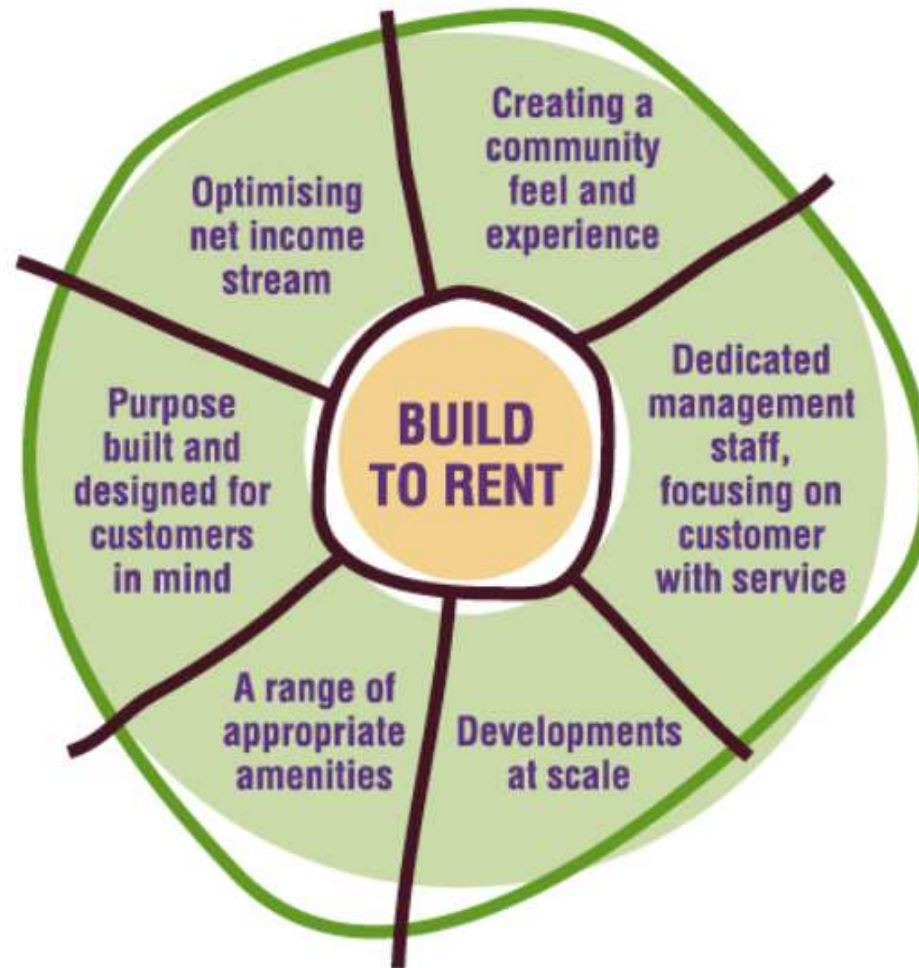 Creating a
community
feel and
experience
Dedicated
management
staff,
focusing on
customer
with service
Developments
at scale
A range of
appropriate
amenities
Purpose
built and
designed for
customers
in mind
Optimising
net income
stream
BUILD
TO RENT